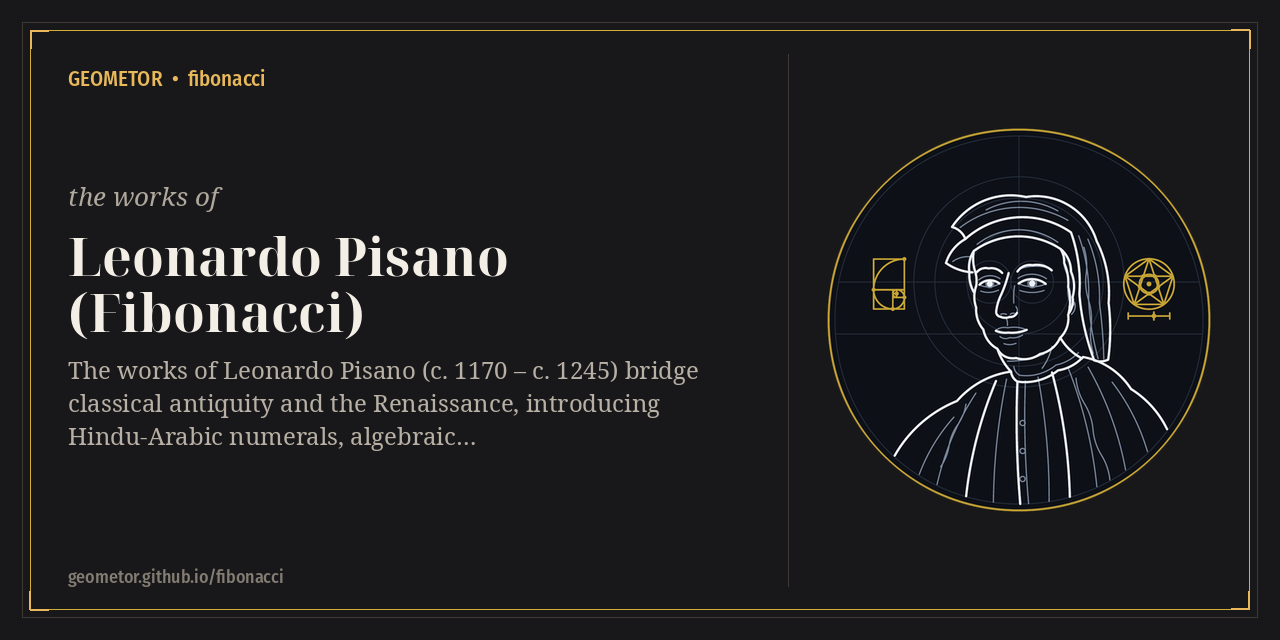 GEOMETOR • fibonacci
the works of
Leonardo Pisano
(Fibonacci)
The works of Leonardo Pisano (c. 1170 – c. 1245) bridge
classical antiquity and the Renaissance, introducing
Hindu-Arabic numerals, algebraic...
geometor.github.io/fibonacci